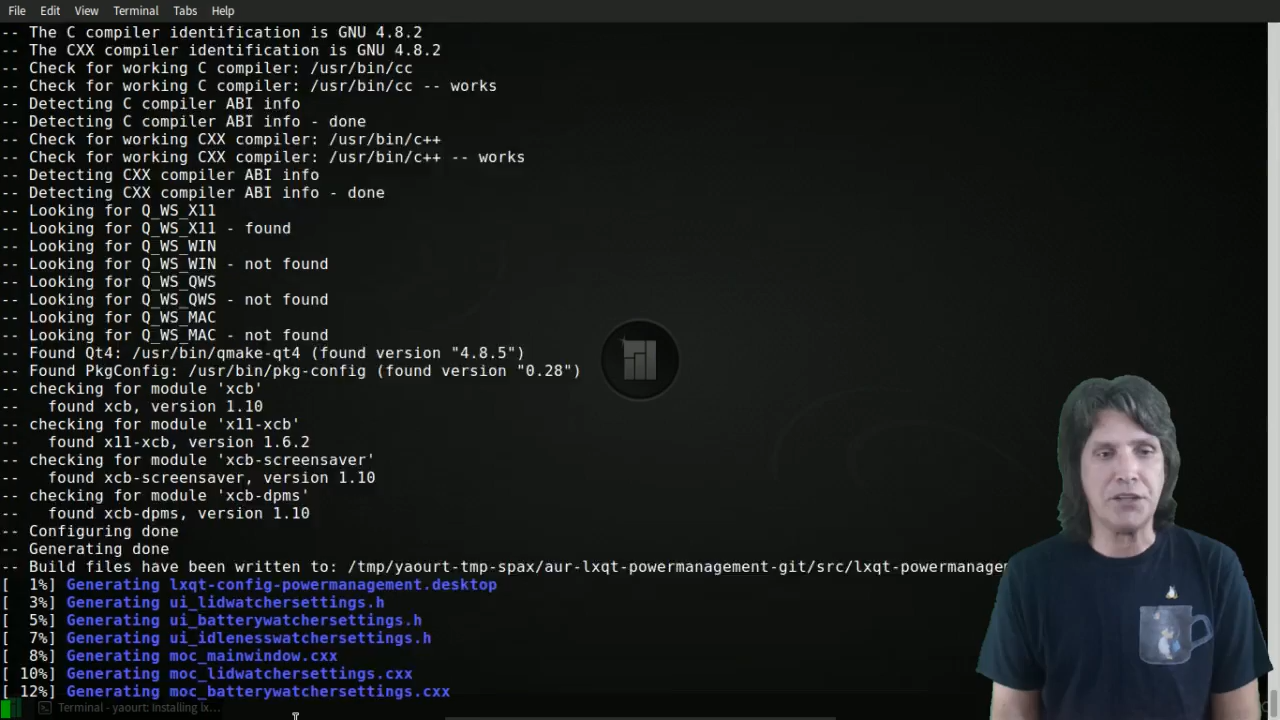 File Edit View Terminal Tabs Help
-- The C compiler identification is GNU 4.8.2
-- The CXX compiler identification is GNU 4.8.2
-- Check for working C compiler: /usr/bin/cc
-- Check for working C compiler: /usr/bin/cc -- works
-- Detecting C compiler ABI info
-- Detecting C compiler ABI info - done
-- Check for working CXX compiler: /usr/bin/c++
-- Check for working CXX compiler: /usr/bin/c++ -- works
-- Detecting CXX compiler ABI info
-- Detecting CXX compiler ABI info - done
-- Looking for Q_WS_X11
-- Looking for Q_WS_X11 - found
-- Looking for Q_WS_WIN
-- Looking for Q_WS_WIN - not found
-- Looking for Q_WS_QWS
-- Looking for Q_WS_QWS - not found
-- Looking for Q_WS_MAC
-- Looking for Q_WS_MAC - not found
-- Found Qt4: /usr/bin/qmake-qt4 (found version "4.8.5")
-- Found PkgConfig: /usr/bin/pkg-config (found version "0.28")
-- checking for module 'xcb'
--   found xcb, version 1.10
-- checking for module 'x11-xcb'
--   found x11-xcb, version 1.6.2
-- checking for module 'xcb-screensaver'
--   found xcb-screensaver, version 1.10
-- checking for module 'xcb-dpms'
--   found xcb-dpms, version 1.10
-- Configuring done
-- Generating done
-- Build files have been written to: /tmp/yaourt-tmp-spax/aur-lxqt-powermanagement-git/src/lxqt-powermanagem
[  1%] Generating lxqt-config-powermanagement.desktop
[  3%] Generating ui_lidwatchersettings.h
[  5%] Generating ui_batterywatchersettings.h
[  7%] Generating ui_idlenesswatchersettings.h
[  8%] Generating moc_mainwindow.cxx
[ 10%] Generating moc_lidwatchersettings.cxx
[ 12%] Generating moc_batterywatchersettings.cxx
Terminal - yaourt: Installing lx...